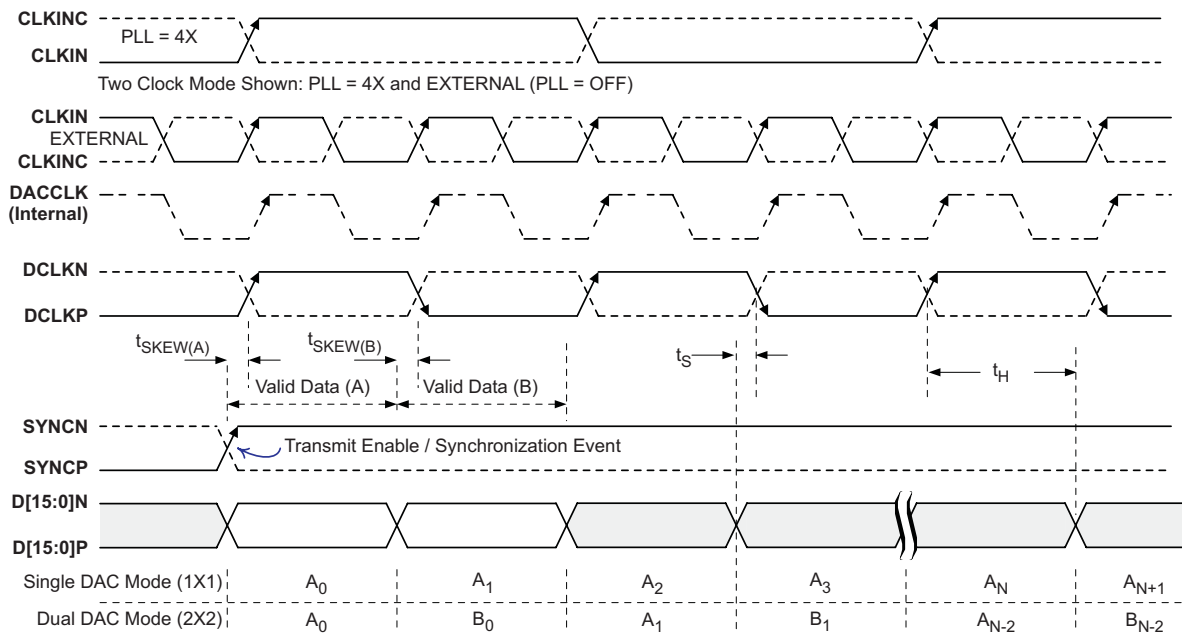 CLKINC
PLL = 4X
CLKIN
Two Clock Mode Shown: PLL = 4X and EXTERNAL (PLL = OFF)
CLKIN
EXTERNAL
CLKINC
DACCLK
(Internal)
DCLKN
DCLKP
tSKEW(A) tSKEW(B) tS tH
Valid Data (A) Valid Data (B)
SYNCN
Transmit Enable / Synchronization Event
SYNCP
D[15:0]N
D[15:0]P
Single DAC Mode (1X1) A0 A1 A2 A3 AN AN+1
Dual DAC Mode (2X2) A0 B0 A1 B1 AN-2 BN-2